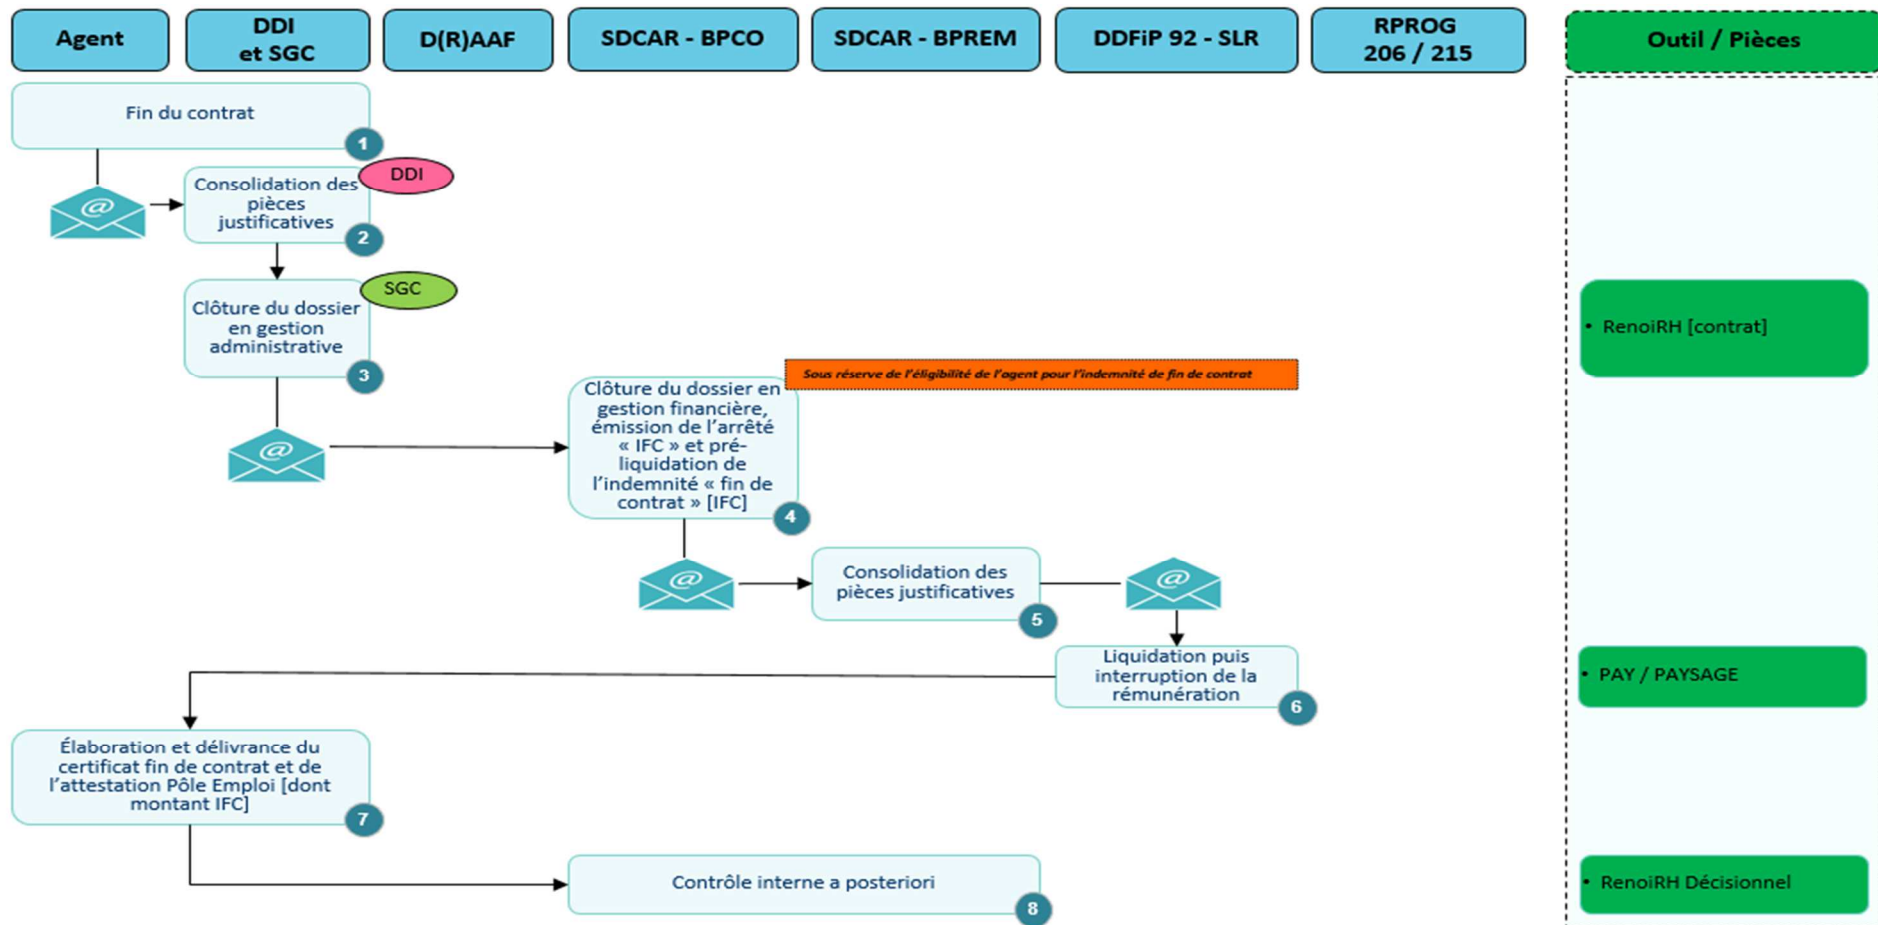 Agent
DDI
et SGC
D(R)AAF
SDCAR - BPCO
SDCAR - BPREM
DDFiP 92 - SLR
RPROG
206 / 215
Outil / Pièces
Fin du contrat
1
DDI
Consolidation des
pièces
justificatives
@
2
SGC
Clôture du dossier
en gestion
administrative
3
• RenoiRH [contrat]
Sous réserve de l'éligibilité de l'agent pour l'indemnité de fin de contrat
Clôture du dossier en
gestion financière,
émission de l'arrêté
« IFC » et pré-
liquidation de
l'indemnité « fin de
contrat » [IFC]
@
4
@
Consolidation des
pièces justificatives
@
5
Liquidation puis
interruption de la
rémunération
6
• PAY / PAYSAGE
Élaboration et délivrance du
certificat fin de contrat et de
l'attestation Pôle Emploi [dont
montant IFC]
7
Contrôle interne a posteriori
8
• RenoiRH Décisionnel